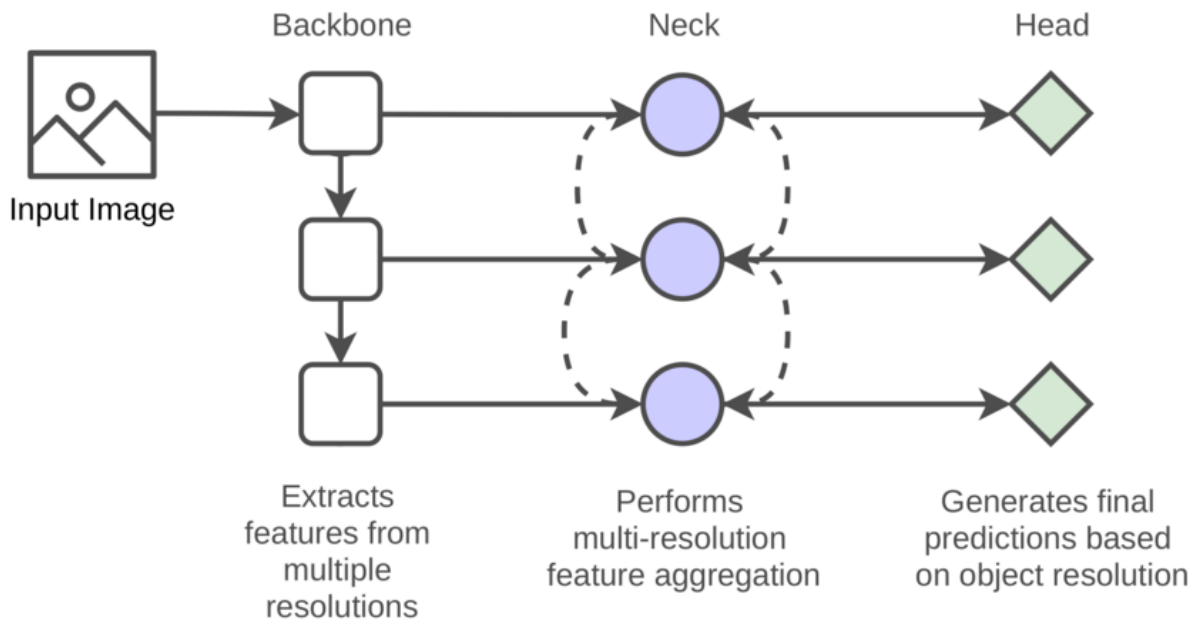 Backbone
Neck
Head
Input Image
Extracts
features from
multiple
resolutions
Performs
multi-resolution
feature aggregation
Generates final
predictions based
on object resolution